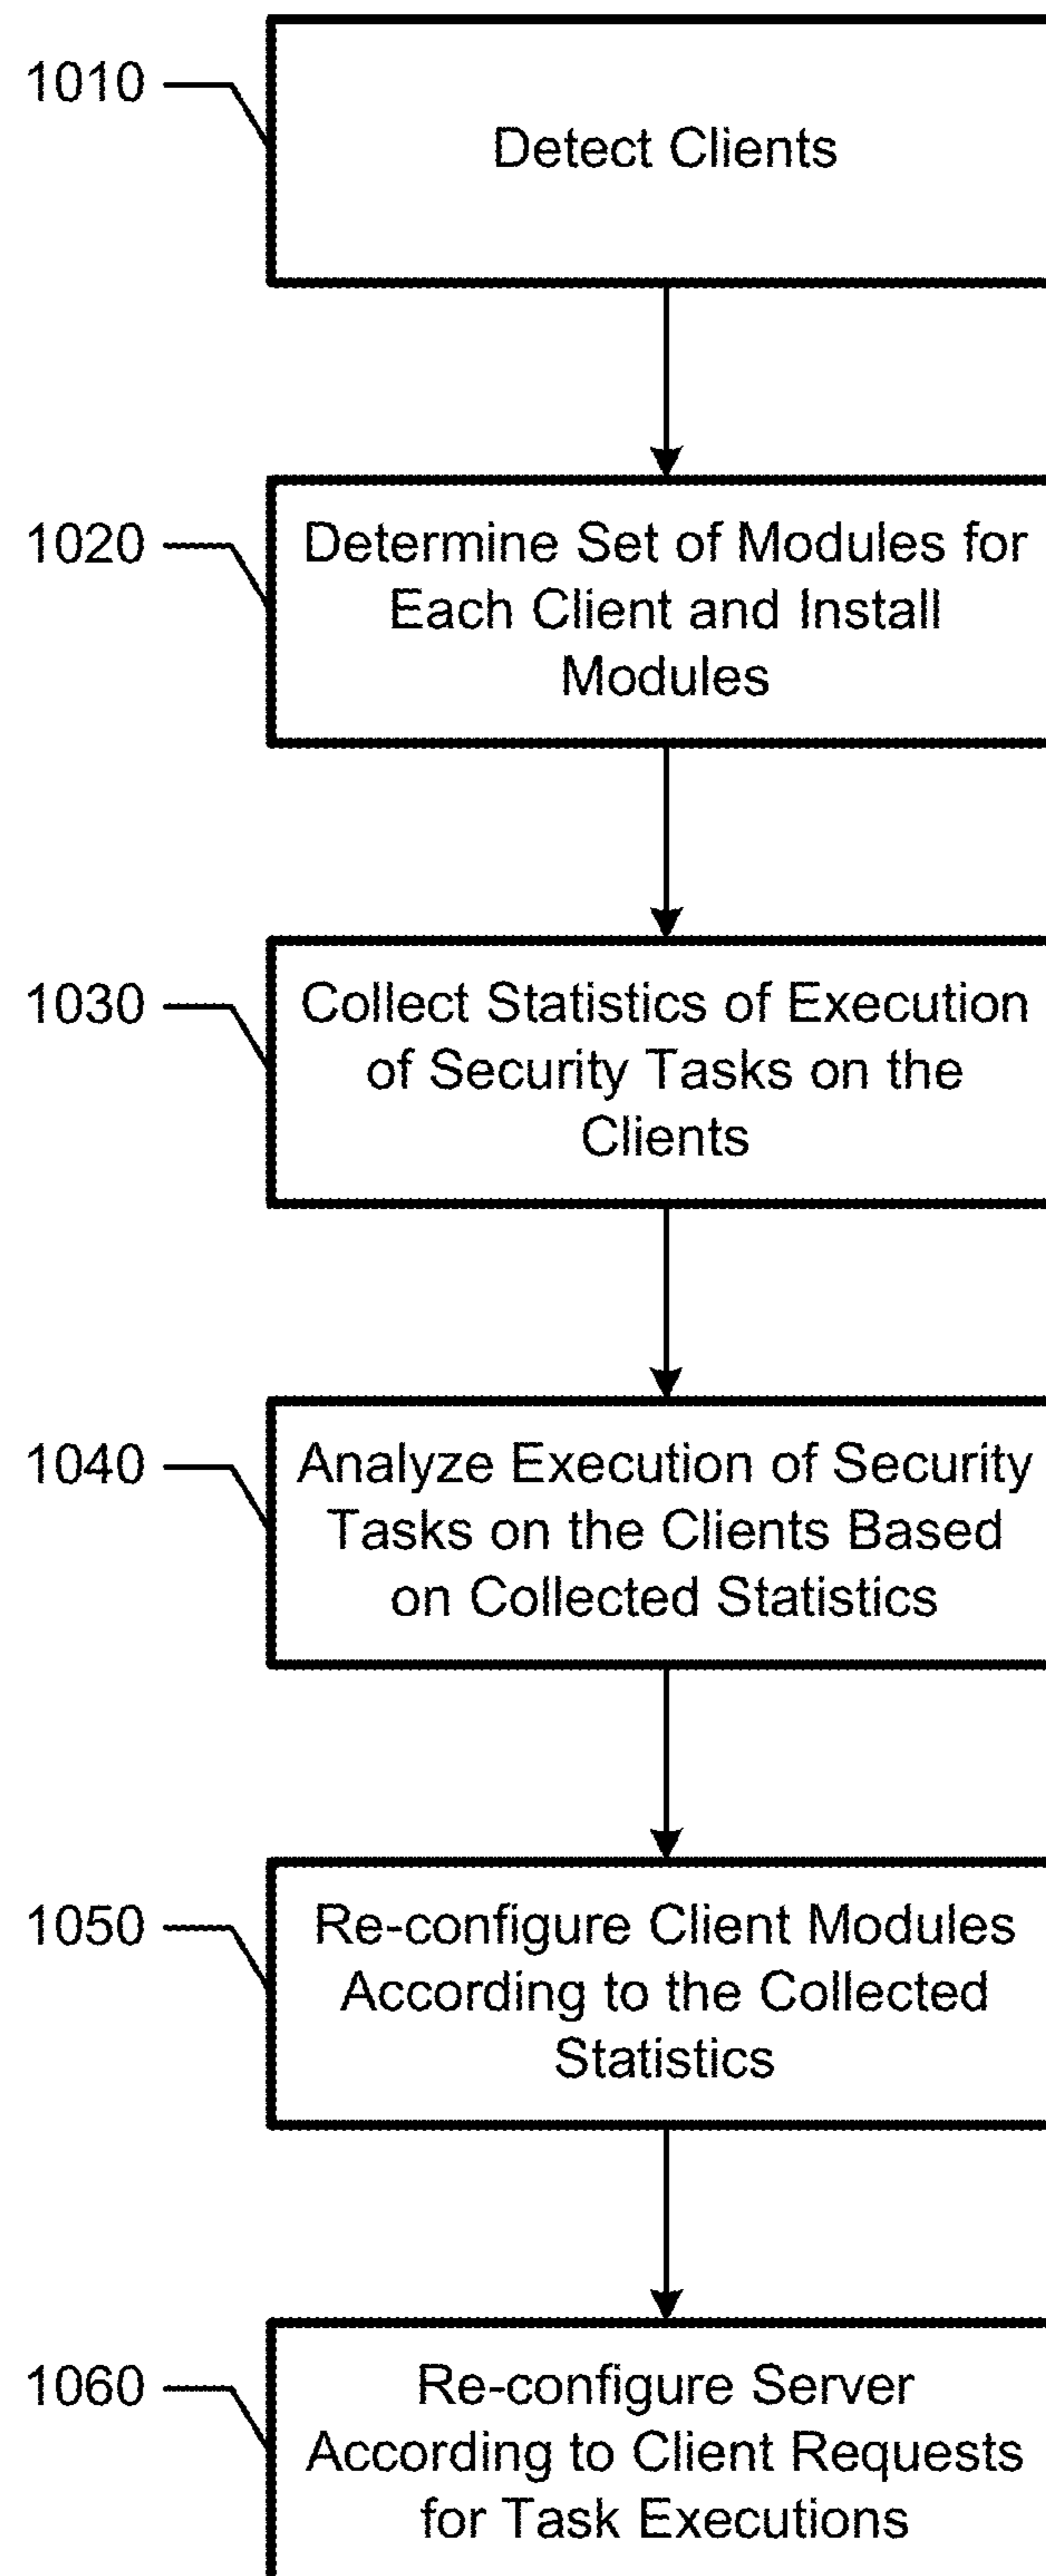 1010
Detect Clients
1020
Determine Set of Modules for
Each Client and Install
Modules
1030
Collect Statistics of Execution
of Security Tasks on the
Clients
1040
Analyze Execution of Security
Tasks on the Clients Based
on Collected Statistics
1050
Re-configure Client Modules
According to the Collected
Statistics
1060
Re-configure Server
According to Client Requests
for Task Executions